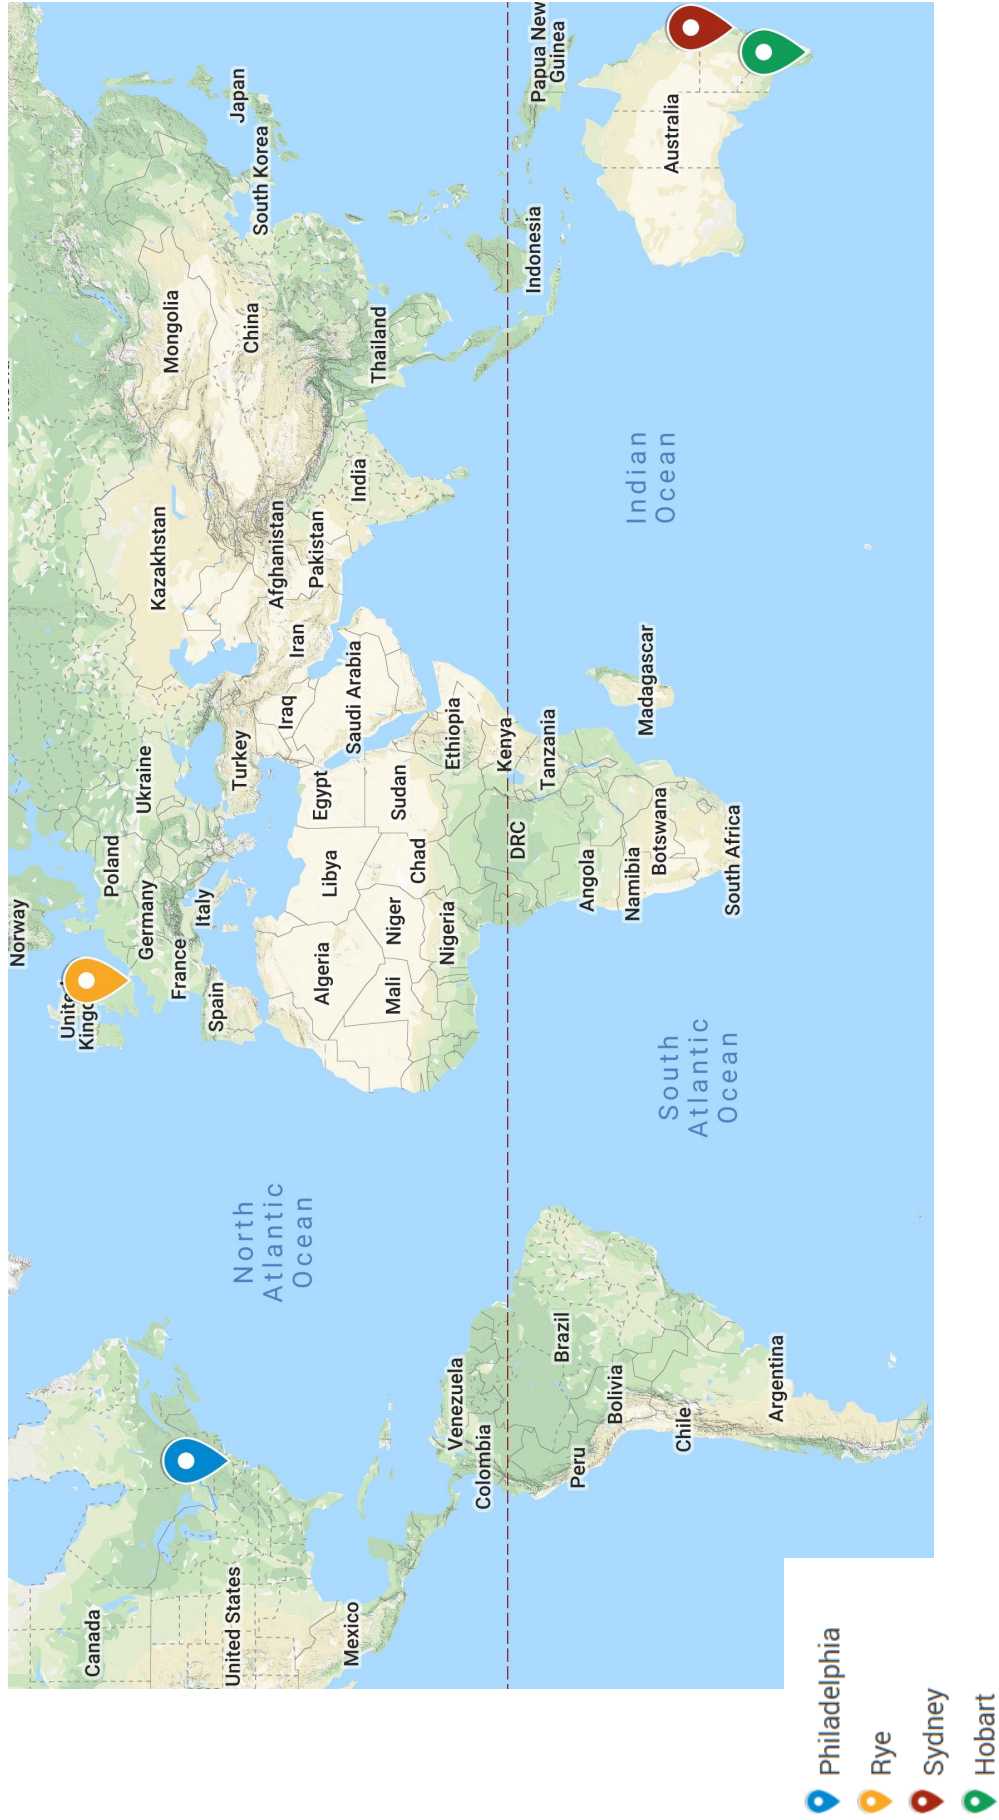 Norway
United
Kingdom
Poland
Germany
Ukraine
France
Spain
Italy
Turkey
Kazakhstan
Mongolia
China
South Korea
Japan
Afghanistan
Pakistan
Iran
Iraq
Saudi Arabia
India
Thailand
Egypt
Libya
Algeria
Sudan
Chad
Niger
Mali
Nigeria
Ethiopia
Kenya
DRC
Tanzania
Angola
Namibia
Botswana
Madagascar
South Africa
Indonesia
Papua New
Guinea
Australia
Indian
Ocean
North
Atlantic
Ocean
South
Atlantic
Ocean
Canada
United States
Mexico
Venezuela
Colombia
Brazil
Peru
Bolivia
Chile
Argentina
Philadelphia
Rye
Sydney
Hobart